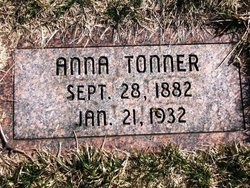 ANNA TONNER
SEPT. 28, 1882
JAN. 21, 1932